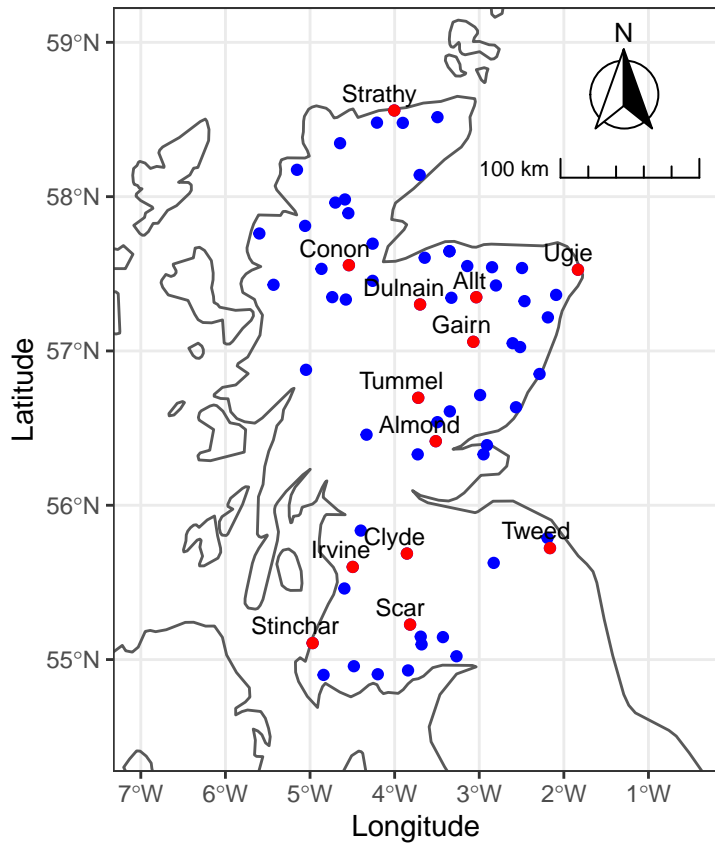 59°N
N
Strathy
100 km
58°N
Conon
Ugie
Dulnain
Allt
Gairn
57°N
Tummel
Almond
56°N
Irvine
Clyde
Tweed
Scar
Stinchar
55°N
7°W 6°W 5°W 4°W 3°W 2°W 1°W
Longitude
Latitude